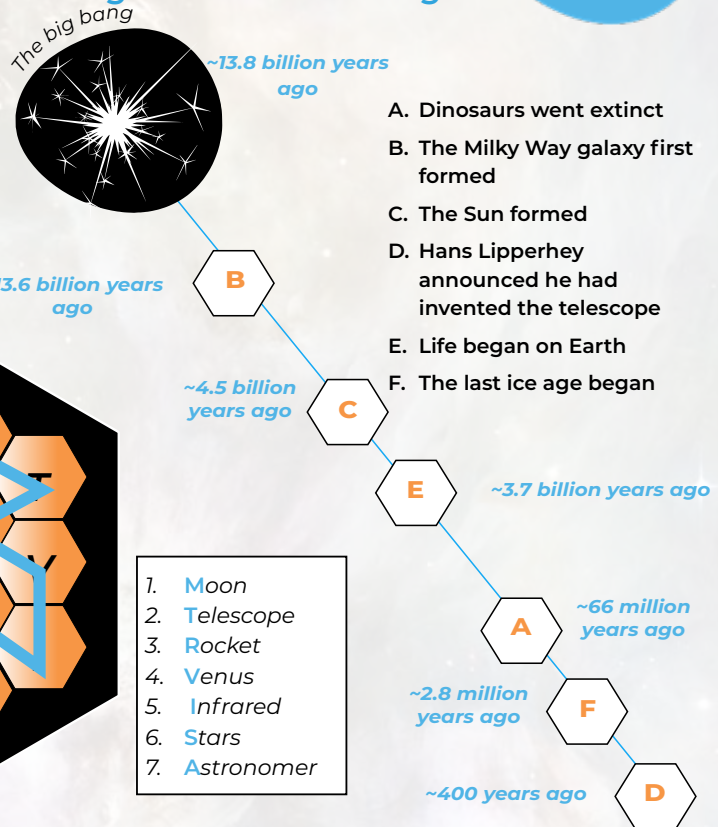 The big bang
~13.8 billion years
ago
A. Dinosaurs went extinct
B. The Milky Way galaxy first
formed
C. The Sun formed
D. Hans Lipperhey
announced he had
invented the telescope
E. Life began on Earth
F. The last ice age began
B
3.6 billion years
ago
~4.5 billion
years ago
C
E
~3.7 billion years ago
T
Y
1. Moon
2. Telescope
3. Rocket
4. Venus
5. Infrared
6. Stars
7. Astronomer
A
~66 million
years ago
~2.8 million
years ago
F
~400 years ago
D